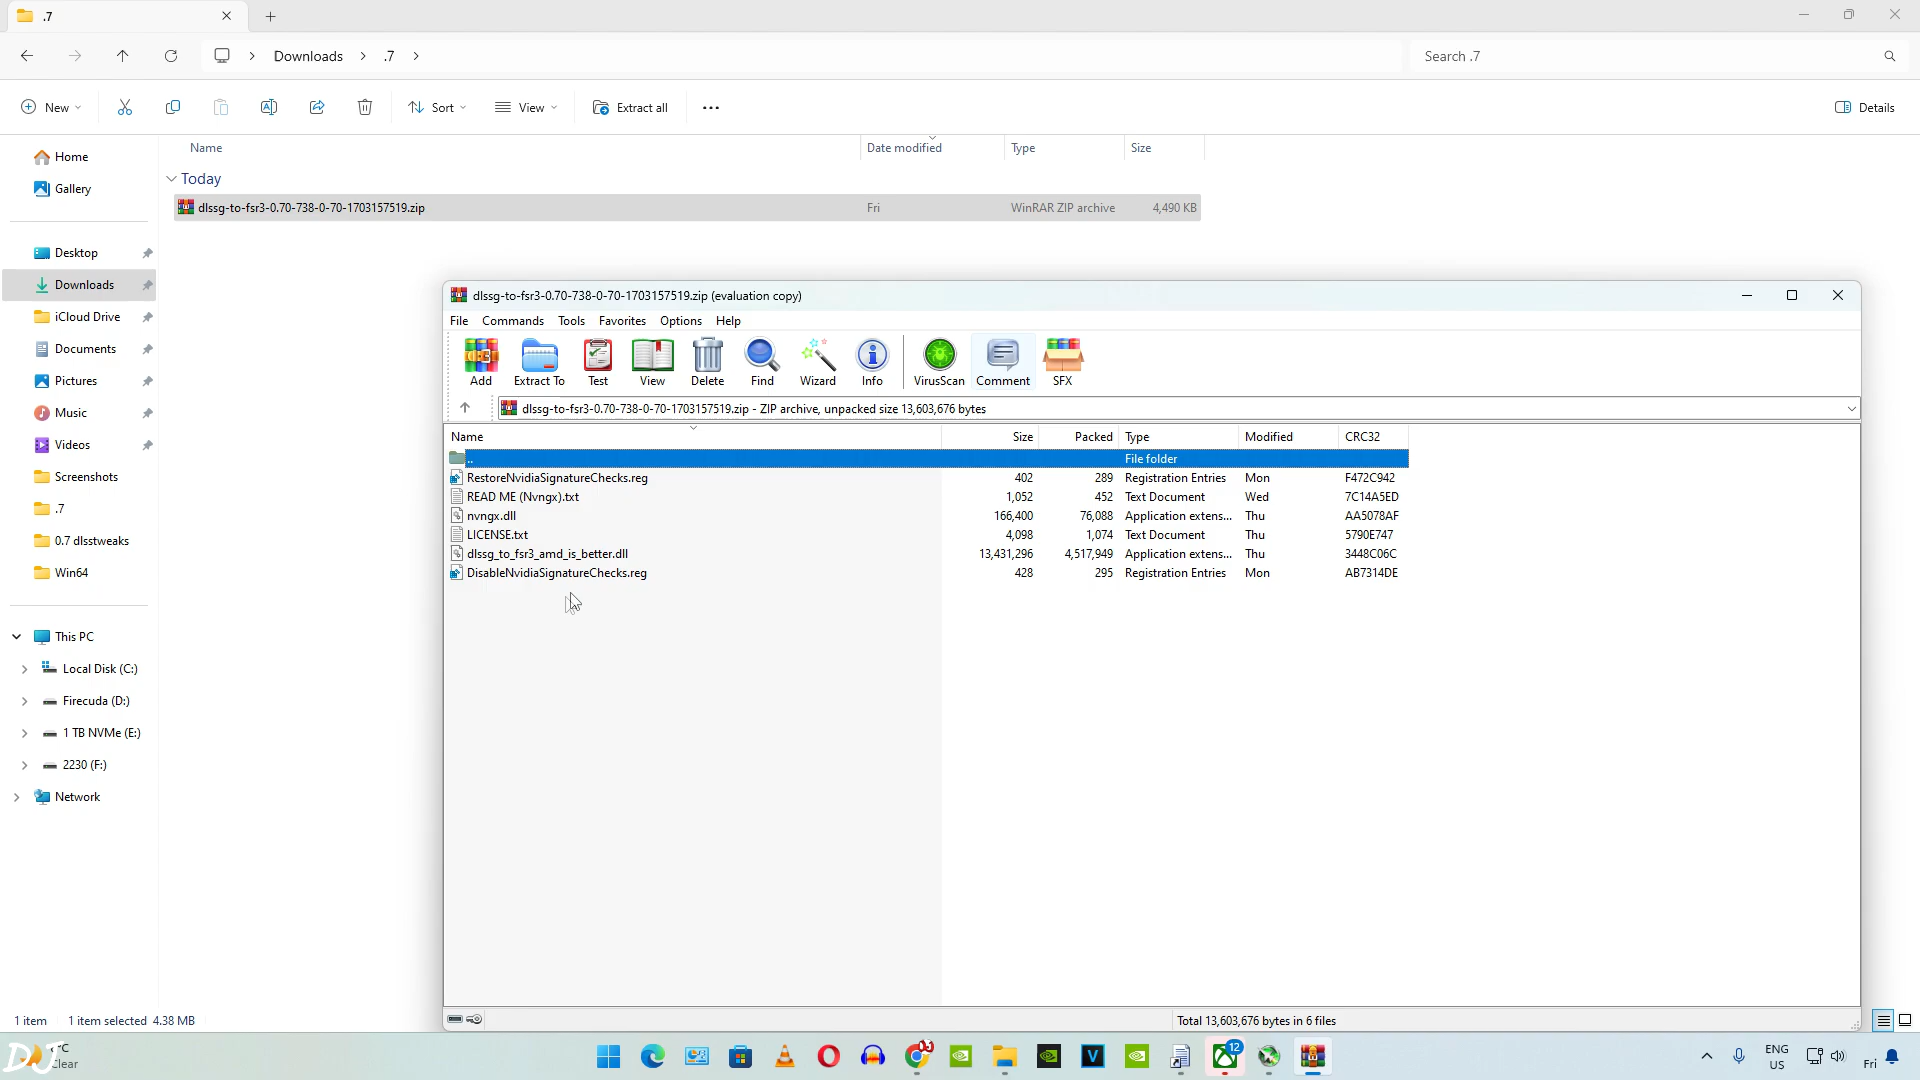 .7
Downloads
.7
Search .7
New
Sort
View
Extract all
Details
Name
Date modified
Type
Size
Today
dlssg-to-fsr3-0.70-738-0-70-1703157519.zip
Fri
WinRAR ZIP archive
4,490 KB
Home
Gallery
Desktop
Downloads
iCloud Drive
Documents
Pictures
Music
Videos
Screenshots
.7
0.7 dlsstweaks
Win64
This PC
Local Disk (C:)
Firecuda (D:)
1 TB NVMe (E:)
2230 (F:)
Network
dlssg-to-fsr3-0.70-738-0-70-1703157519.zip (evaluation copy)
File Commands Tools Favorites Options Help
Add Extract To Test View Delete Find Wizard Info VirusScan Comment SFX
dlssg-to-fsr3-0.70-738-0-70-1703157519.zip - ZIP archive, unpacked size 13,603,676 bytes
Name Size Packed Type Modified CRC32
.. File folder
RestoreNvidiaSignatureChecks.reg 402 289 Registration Entries Mon F472C942
READ ME (Nvngx).txt 1,052 452 Text Document Wed 7C14A5ED
nvngx.dll 166,400 76,088 Application extens... Thu AA5078AF
LICENSE.txt 4,098 1,074 Text Document Thu 5790E747
dlssg_to_fsr3_amd_is_better.dll 13,431,296 4,517,949 Application extens... Thu 3448C06C
DisableNvidiaSignatureChecks.reg 428 295 Registration Entries Mon AB7314DE
Total 13,603,676 bytes in 6 files
1 item 1 item selected 4.38 MB
DJ
°C
Clear
3
V
12
ENG
US
Fri